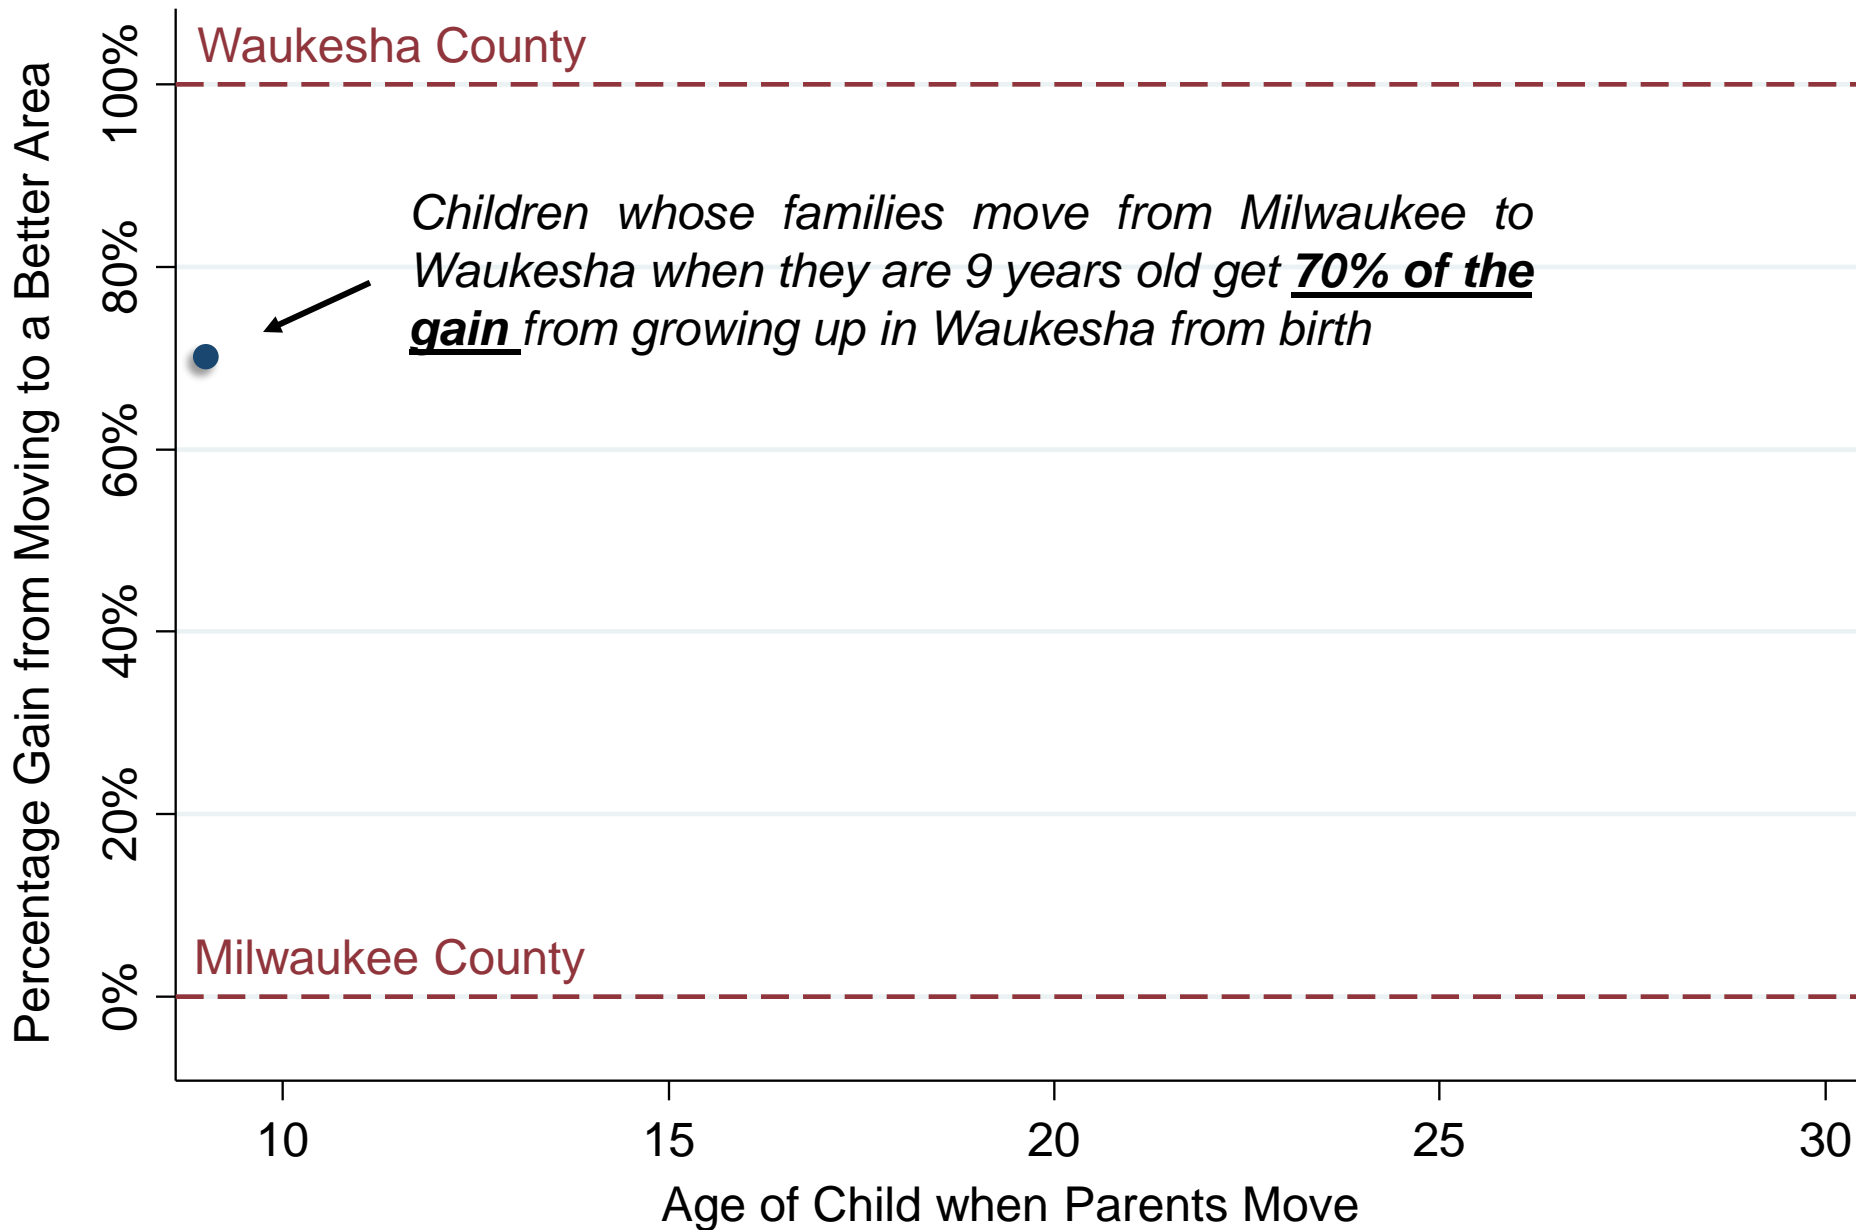 Percentage Gain from Moving to a Better Area
100%
80%
60%
40%
20%
0%
Waukesha County
Children whose families move from Milwaukee to
Waukesha when they are 9 years old get 70% of the
gain from growing up in Waukesha from birth
Milwaukee County
10 15 20 25 30
Age of Child when Parents Move